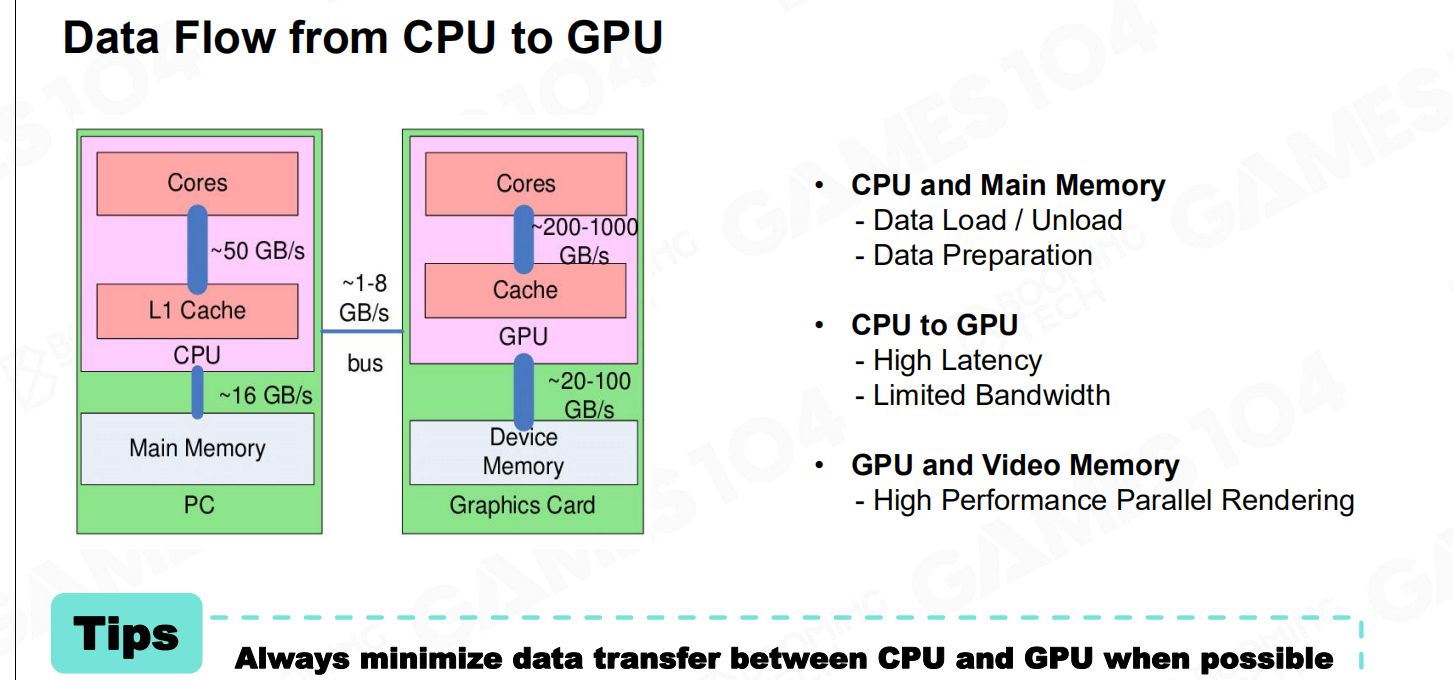 Data Flow from CPU to GPU
Cores
~50 GB/s
L1 Cache
CPU
~16 GB/s
Main Memory
PC
~1-8
GB/s
bus
Cores
~200-1000
GB/s
Cache
GPU
~20-100
GB/s
Device
Memory
Graphics Card
• CPU and Main Memory
- Data Load / Unload
- Data Preparation
• CPU to GPU
- High Latency
- Limited Bandwidth
• GPU and Video Memory
- High Performance Parallel Rendering
Tips
Always minimize data transfer between CPU and GPU when possible
GAMES104
BOOMING
TECH